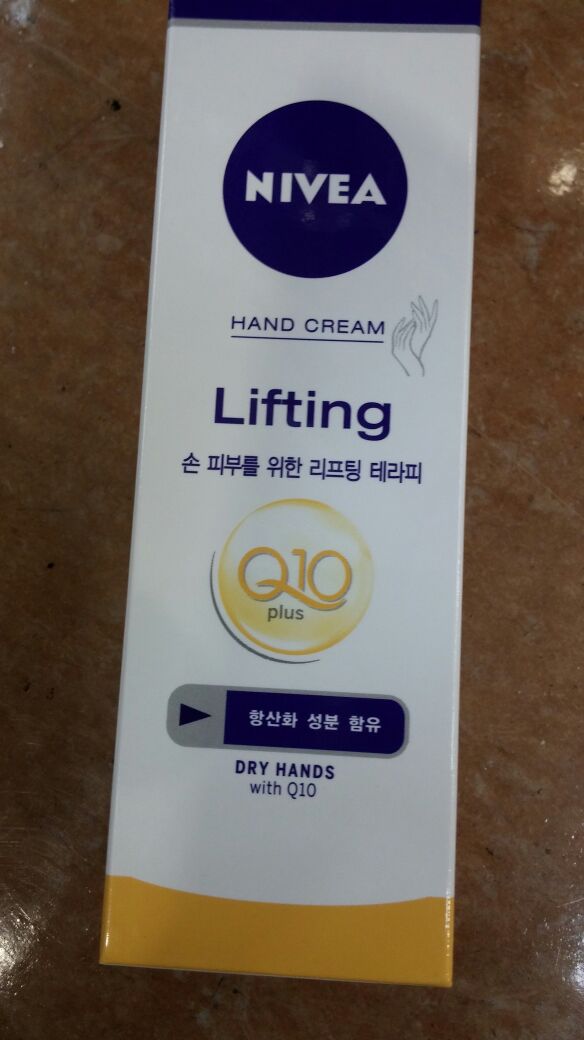 NIVEA
HAND CREAM
Lifting
손 피부를 위한 리프팅 테라피
Q10
plus
항산화 성분 함유
DRY HANDS
with Q10